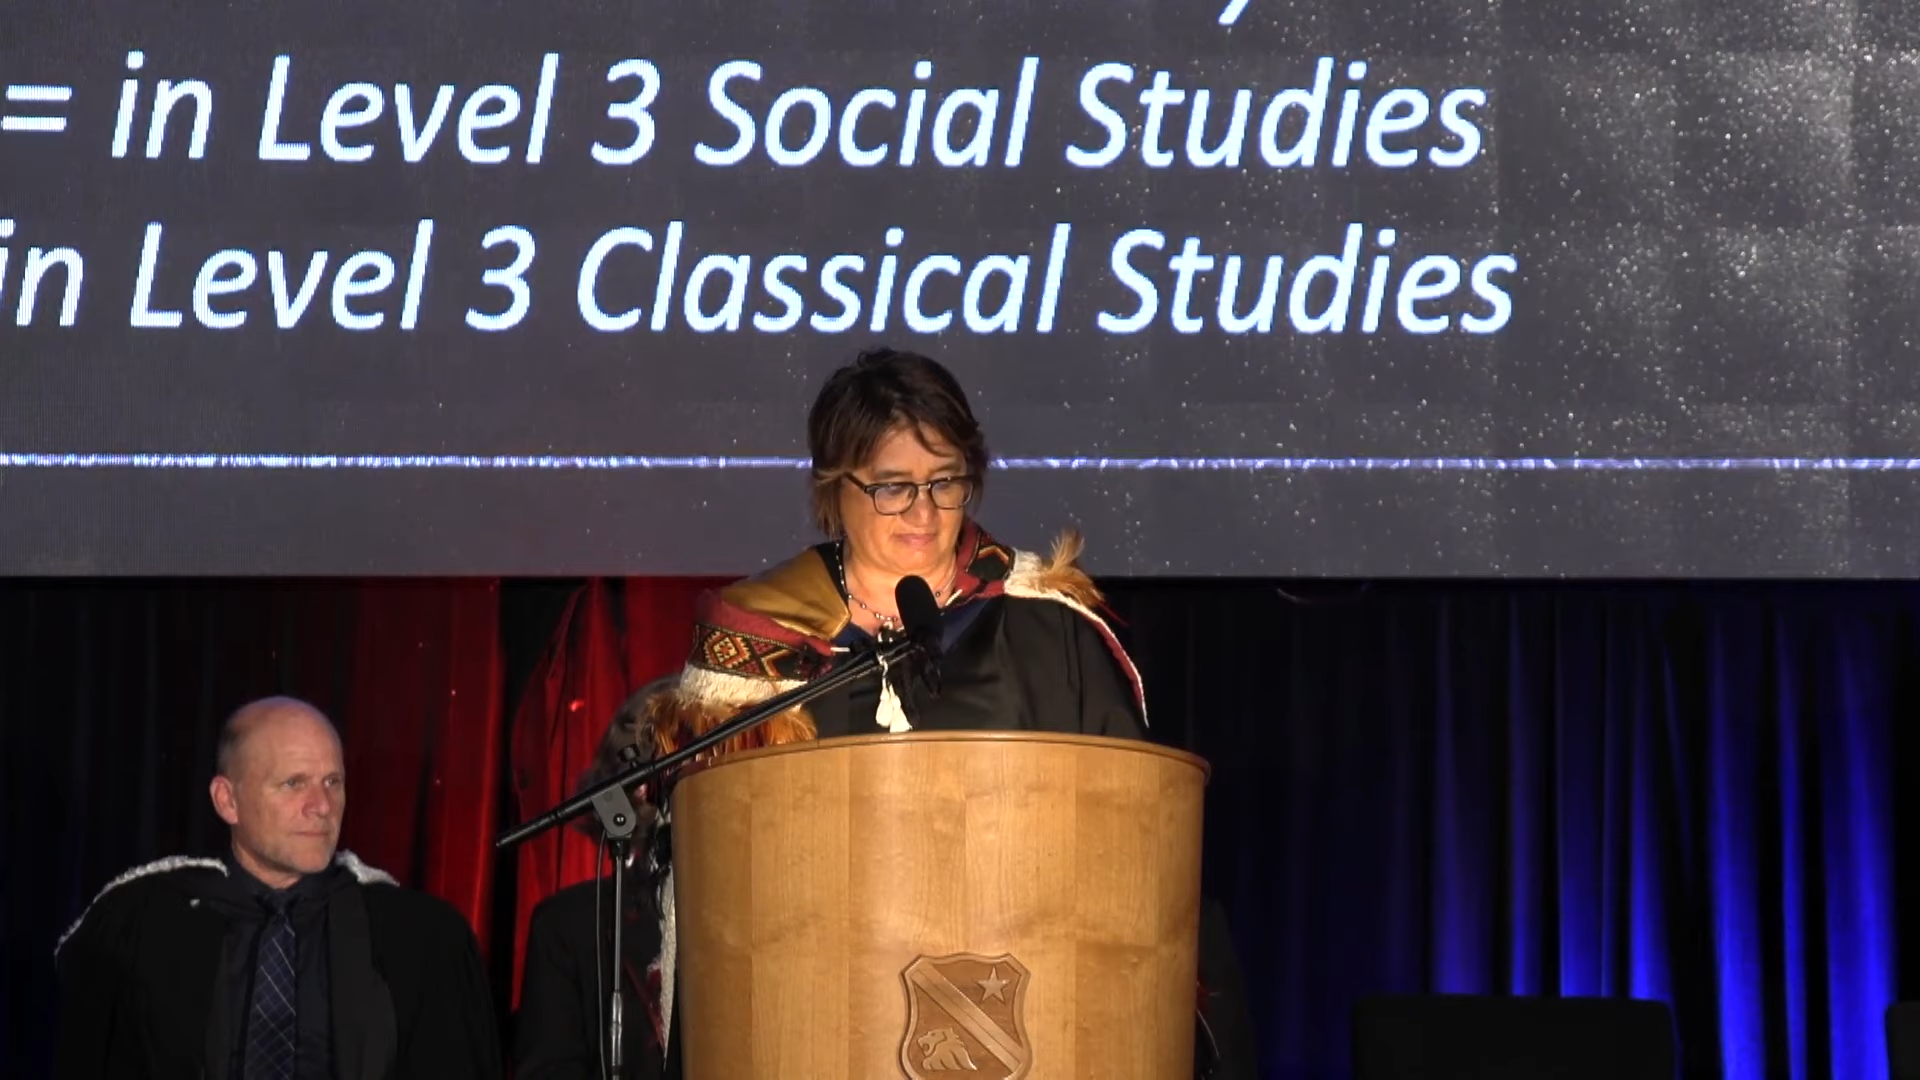 = in Level 3 Social Studies
in Level 3 Classical Studies